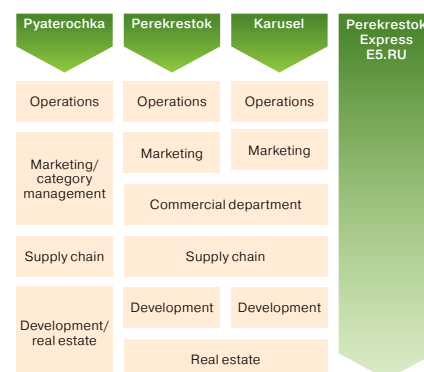 Pyaterochka
Perekrestok
Karusel
Perekrestok
Express
E5.RU
Operations
Operations
Operations
Marketing/
category
management
Marketing
Marketing
Commercial department
Supply chain
Supply chain
Development/
real estate
Development
Development
Real estate